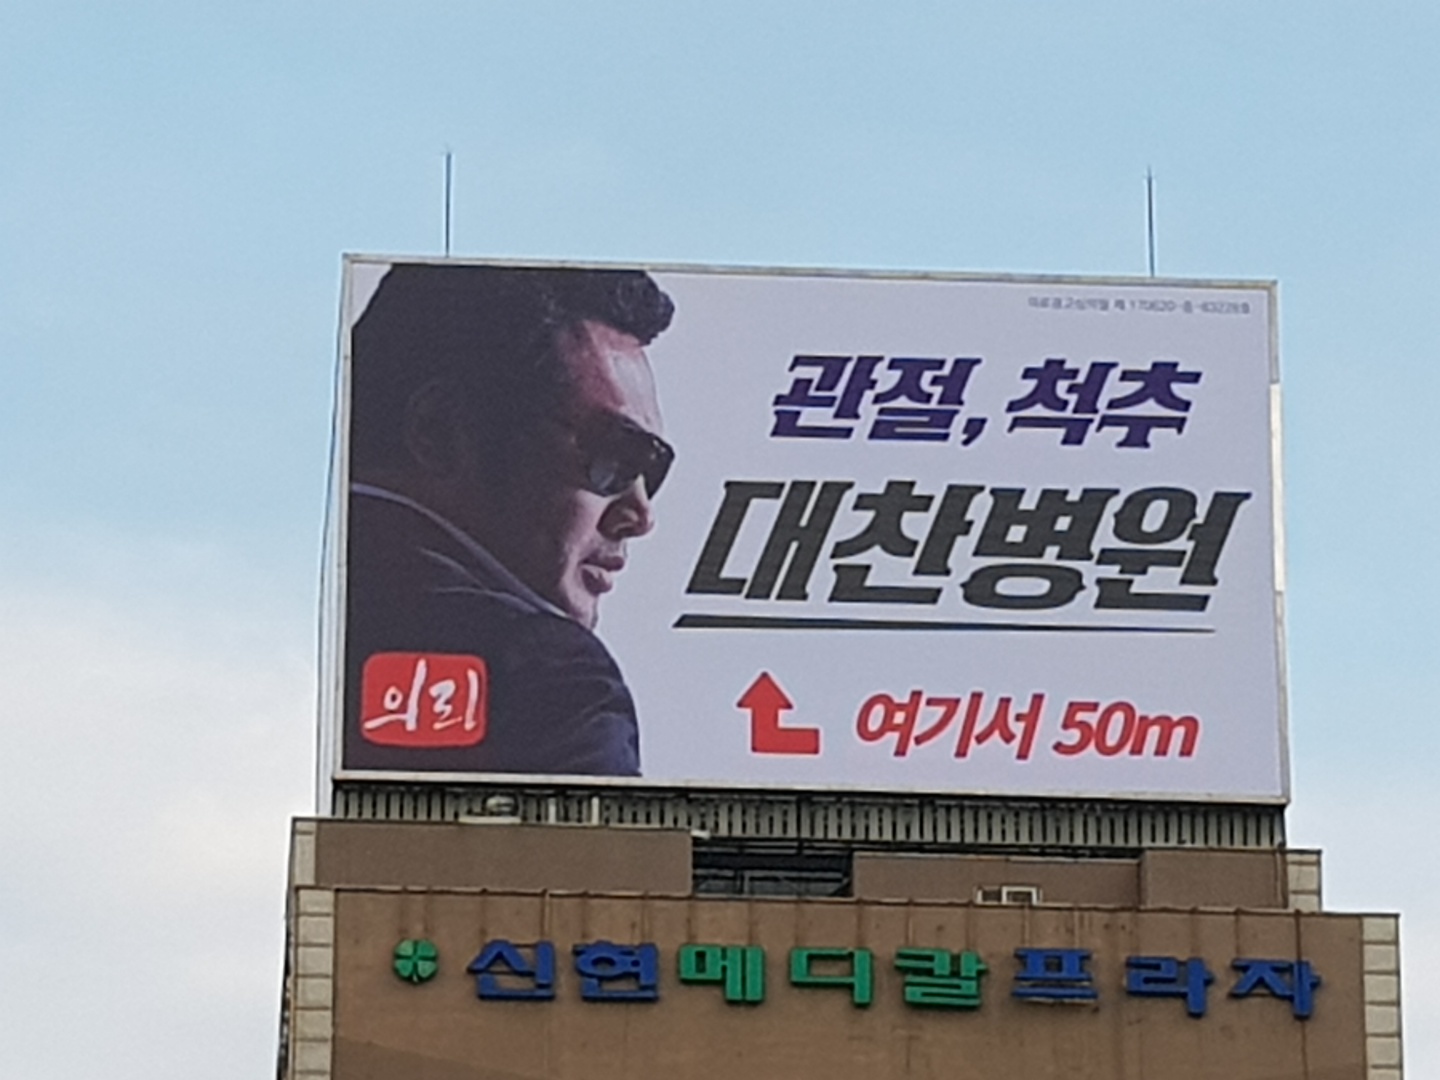 관절, 척추
대찬병원
의리
여기서 50m
신현메디칼프라자